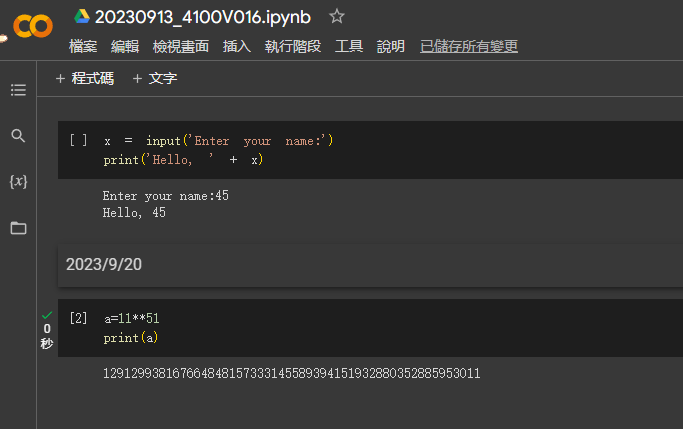 20230913_4100V016.ipynb
檔案 編輯 檢視畫面 插入 執行階段 工具 說明 已儲存所有變更
+ 程式碼 + 文字
[ ] x = input('Enter your name:')
print('Hello, ' + x)
Enter your name:45
Hello, 45
{x}
2023/9/20
[2] a=11**51
print(a)
0
秒
129129938167664848157333145589394151932880352885953011